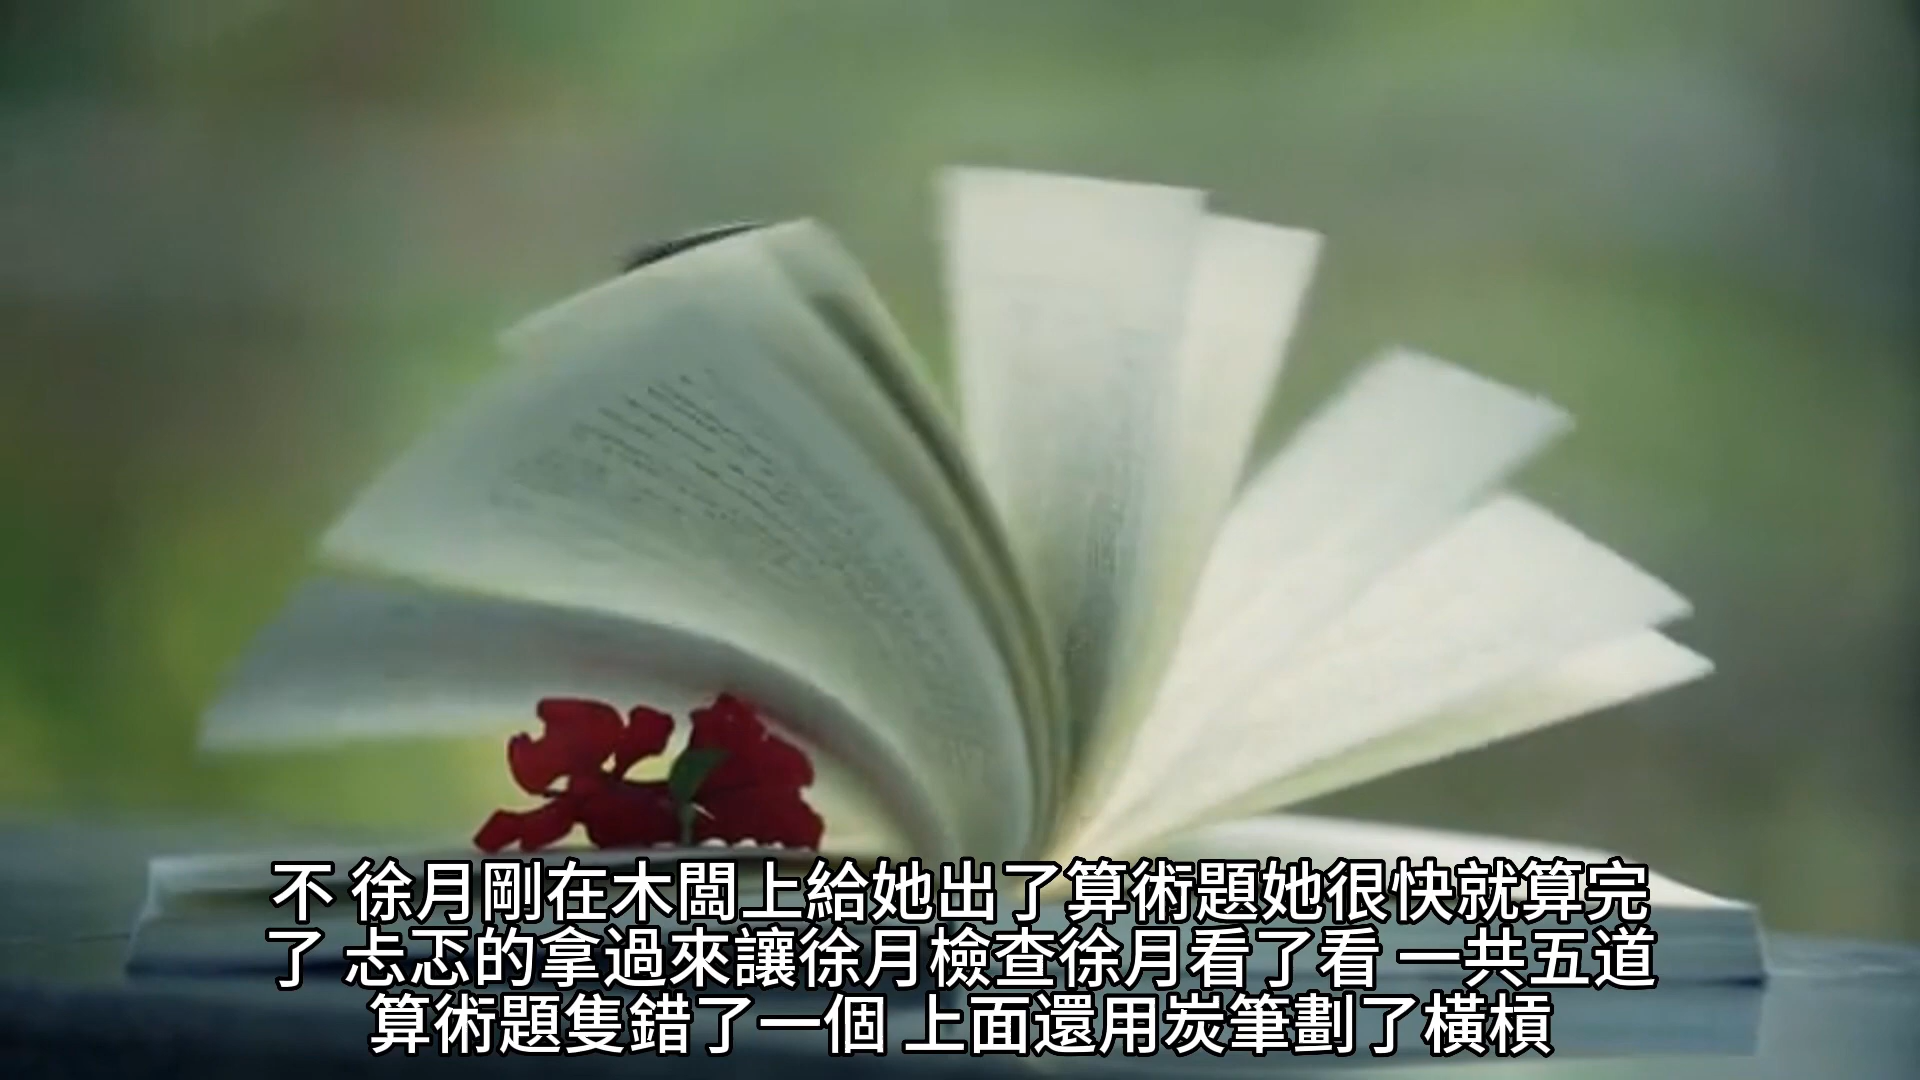 不 徐月剛在木闆上給她出了算術題她很快就算完
了 忐忑的拿過來讓徐月檢查徐月看了看 一共五道
算術題隻錯了一個 上面還用炭筆劃了橫槓